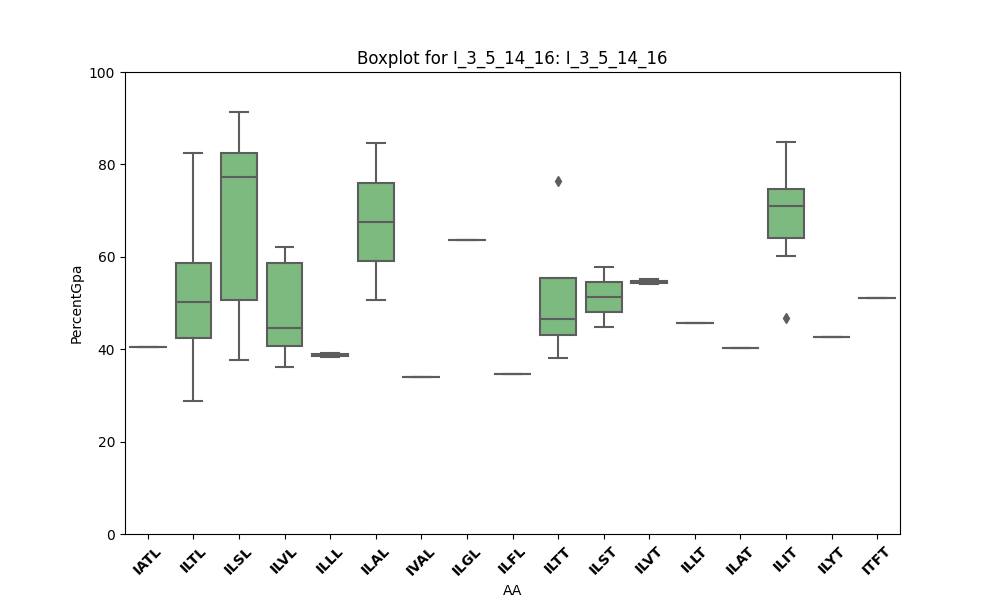 Boxplot for I_3_5_14_16: I_3_5_14_16
PercentGpa
100
80
60
40
20
0
IATL ILTL ILSL ILVL ILLL ILAL IVAL ILGL ILFL ILTT ILST ILVT ILLT ILAT ILIT ILYT ITFT
AA